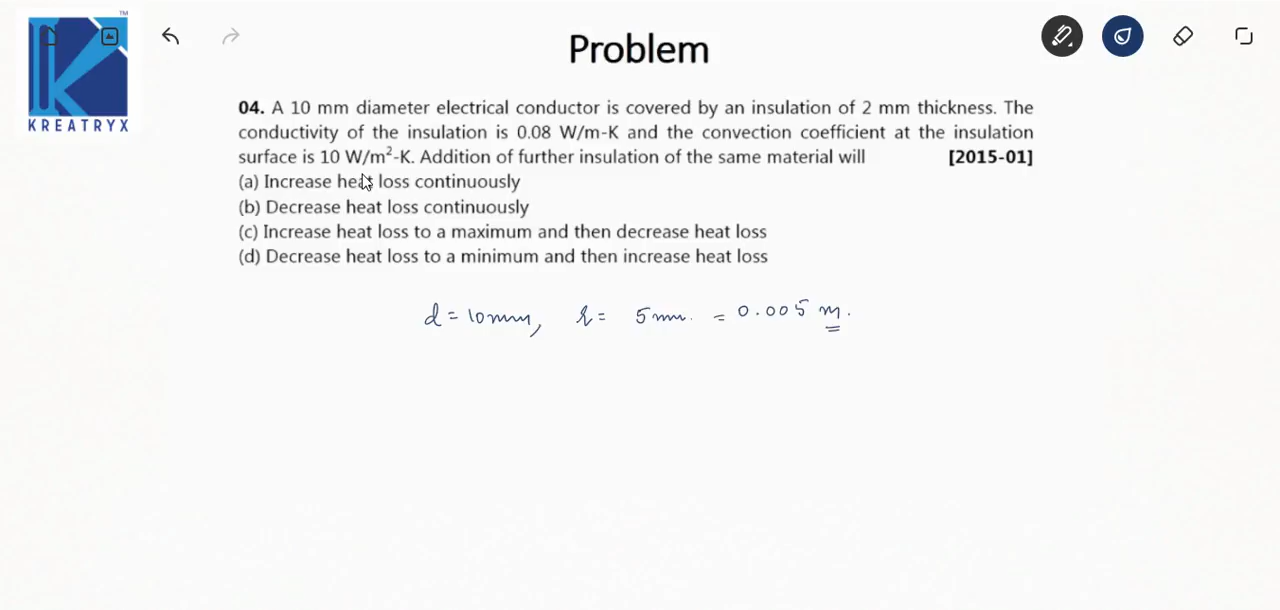 TM
KREATRYX
Problem
04. A 10 mm diameter electrical conductor is covered by an insulation of 2 mm thickness. The
conductivity of the insulation is 0.08 W/m-K and the convection coefficient at the insulation
surface is 10 W/m²-K. Addition of further insulation of the same material will [2015-01]
(a) Increase heat loss continuously
(b) Decrease heat loss continuously
(c) Increase heat loss to a maximum and then decrease heat loss
(d) Decrease heat loss to a minimum and then increase heat loss
d = 10mm, r = 5mm. = 0.005 m.